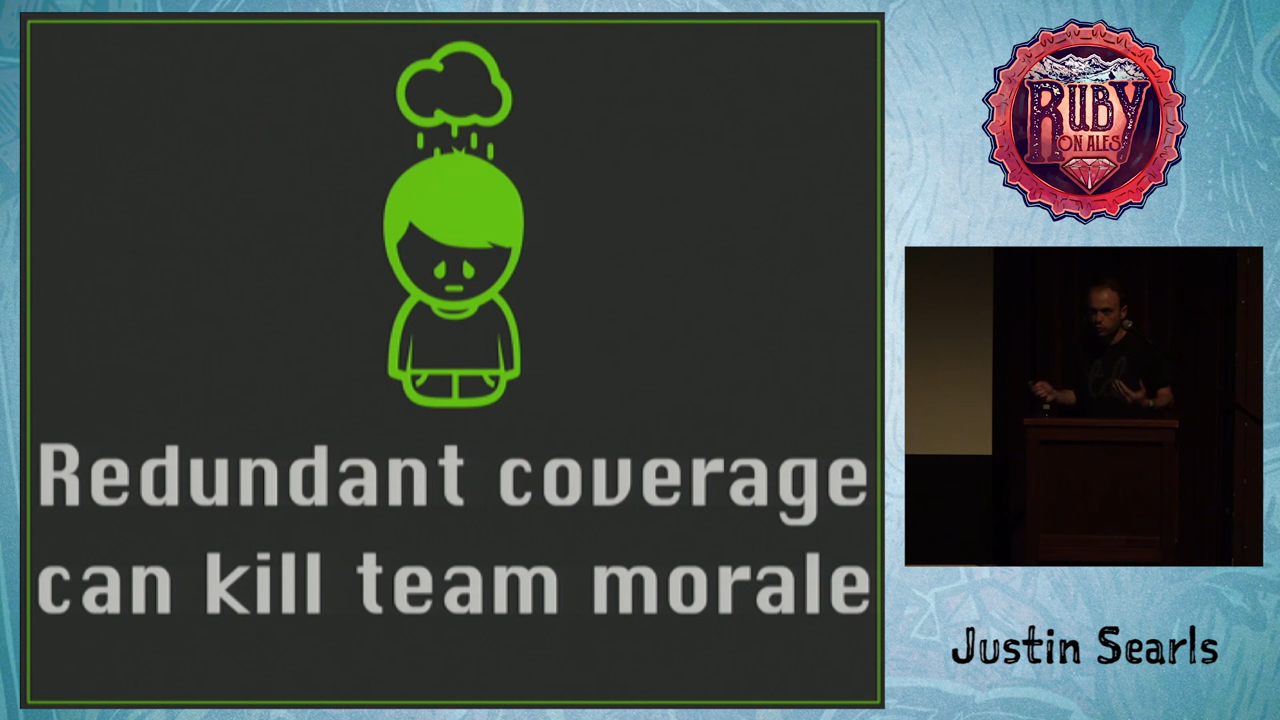 Redundant coverage
can kill team morale
RUBY
ON ALES
Justin Searls